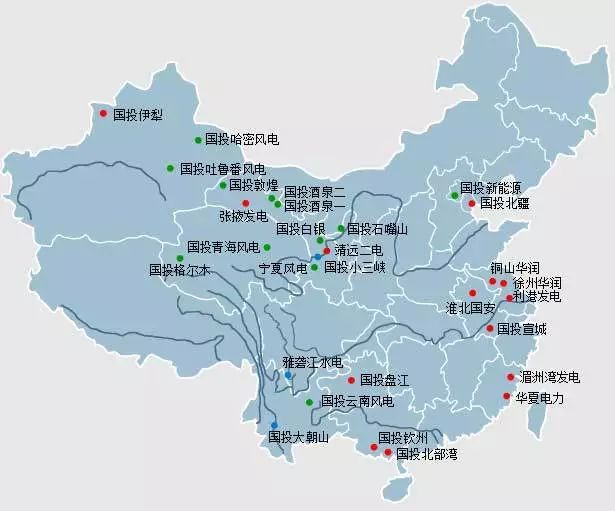 国投伊犁
国投哈密风电
国投吐鲁番风电
国投敦煌
国投新能源
国投酒泉二
国投酒泉一
国投北疆
张掖发电
国投白银
国投石嘴山
国投青海风电
清远二电
国投格尔木
宁夏风电
国投小三峡
铜山华润
徐州华润
利港发电
淮北国安
国投宣城
雅砻江水电
国投盘江
湄洲湾发电
国投云南风电
华夏电力
国投大朝山
国投钦州
国投北部湾